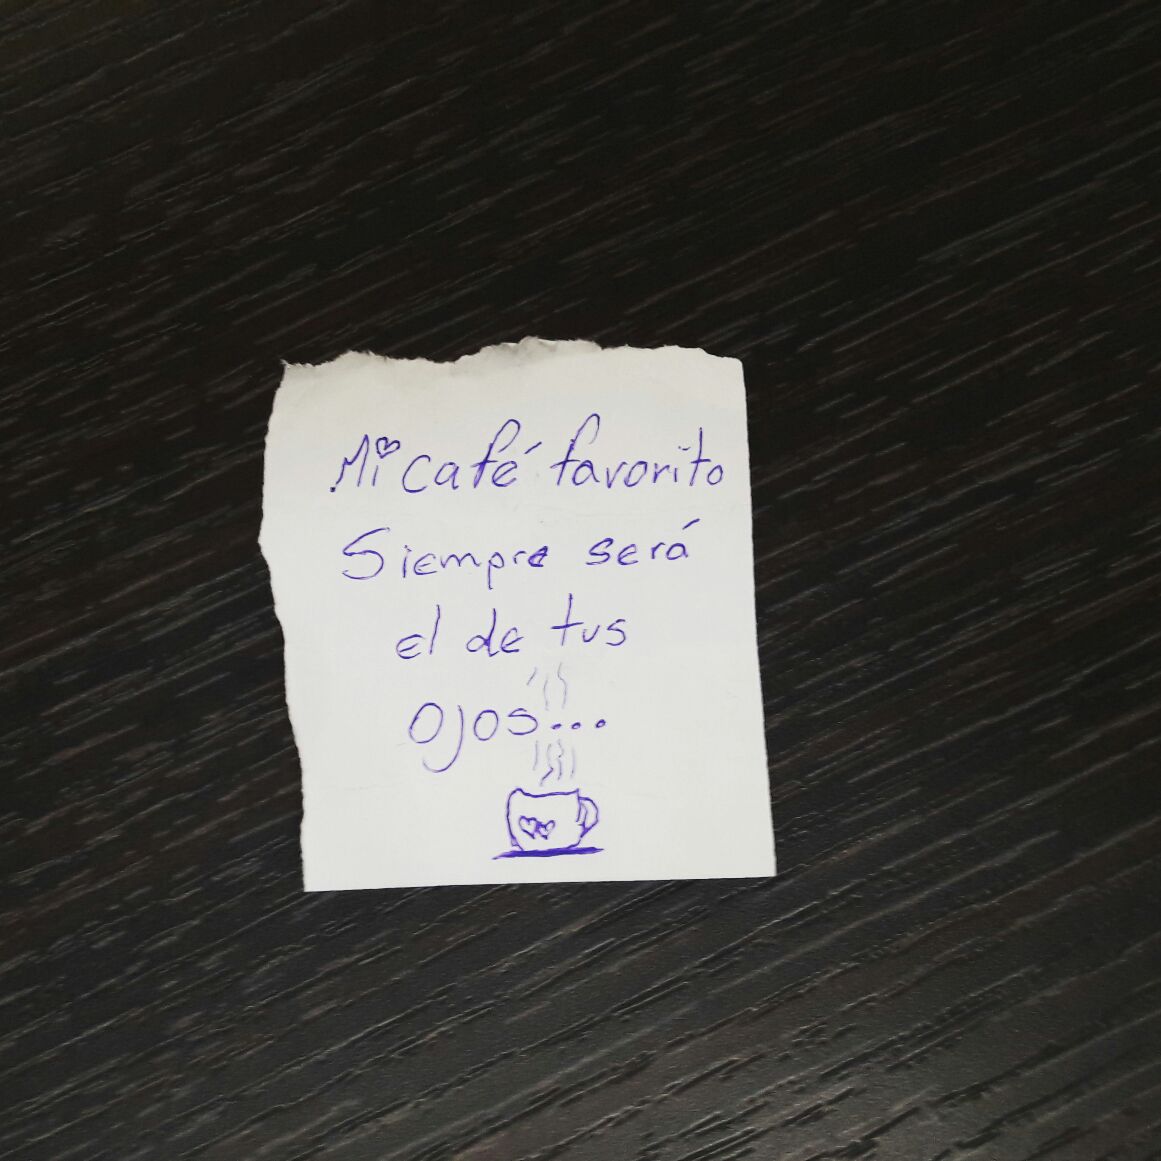 Mi café favorito
Siempre será
el de tus
ojos...